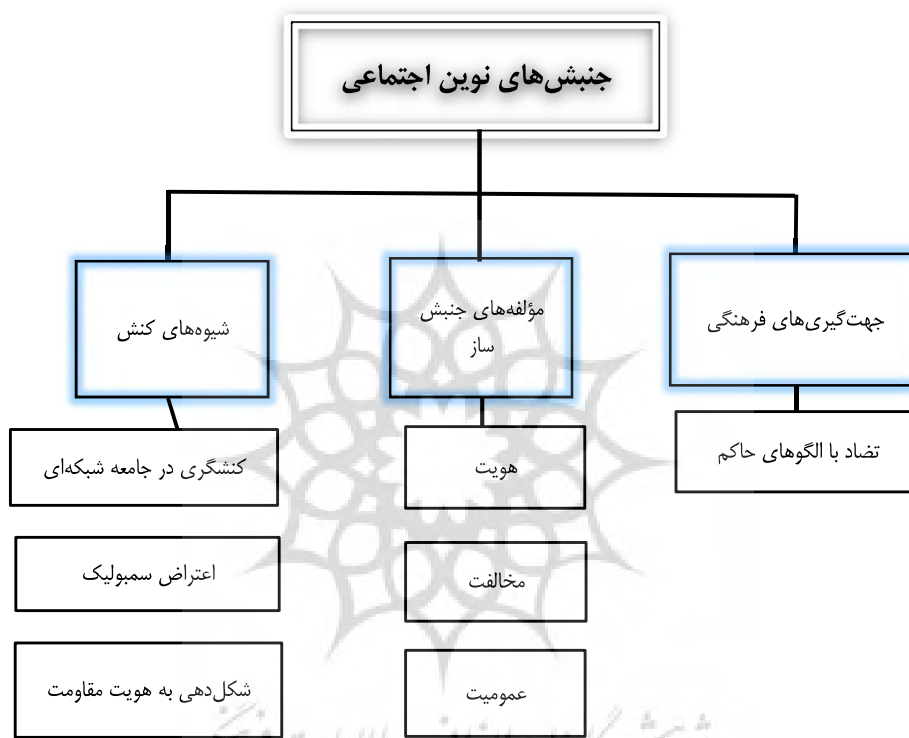 جنبش‌های نوین اجتماعی
جهت‌گیری‌های فرهنگی
تضاد با الگوهای حاکم
مؤلفه‌های جنبش
ساز
هویت
مخالفت
عمومیت
شیوه‌های کنش
کنشگری در جامعه شبکه‌ای
اعتراض سمبولیک
شکل‌دهی به هویت مقاومت